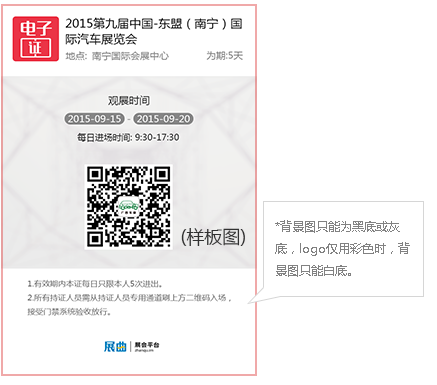 电子
证
2015第九届中国-东盟（南宁）国
际汽车展览会
地点: 南宁国际会展中心 为期:5天
观展时间
2015-09-15 - 2015-09-20
每日进场时间: 9:30-17:30
(样板图)
*背景图只能为黑底或灰
底，logo仅用彩色时，背
景图只能白底。
1.有效期内本证每日只限本人5次进出。
2.所有持证人员需从持证人员专用通道刷上方二维码入场，
接受门禁系统验收放行。
展曲 展会平台
zhanqu.com